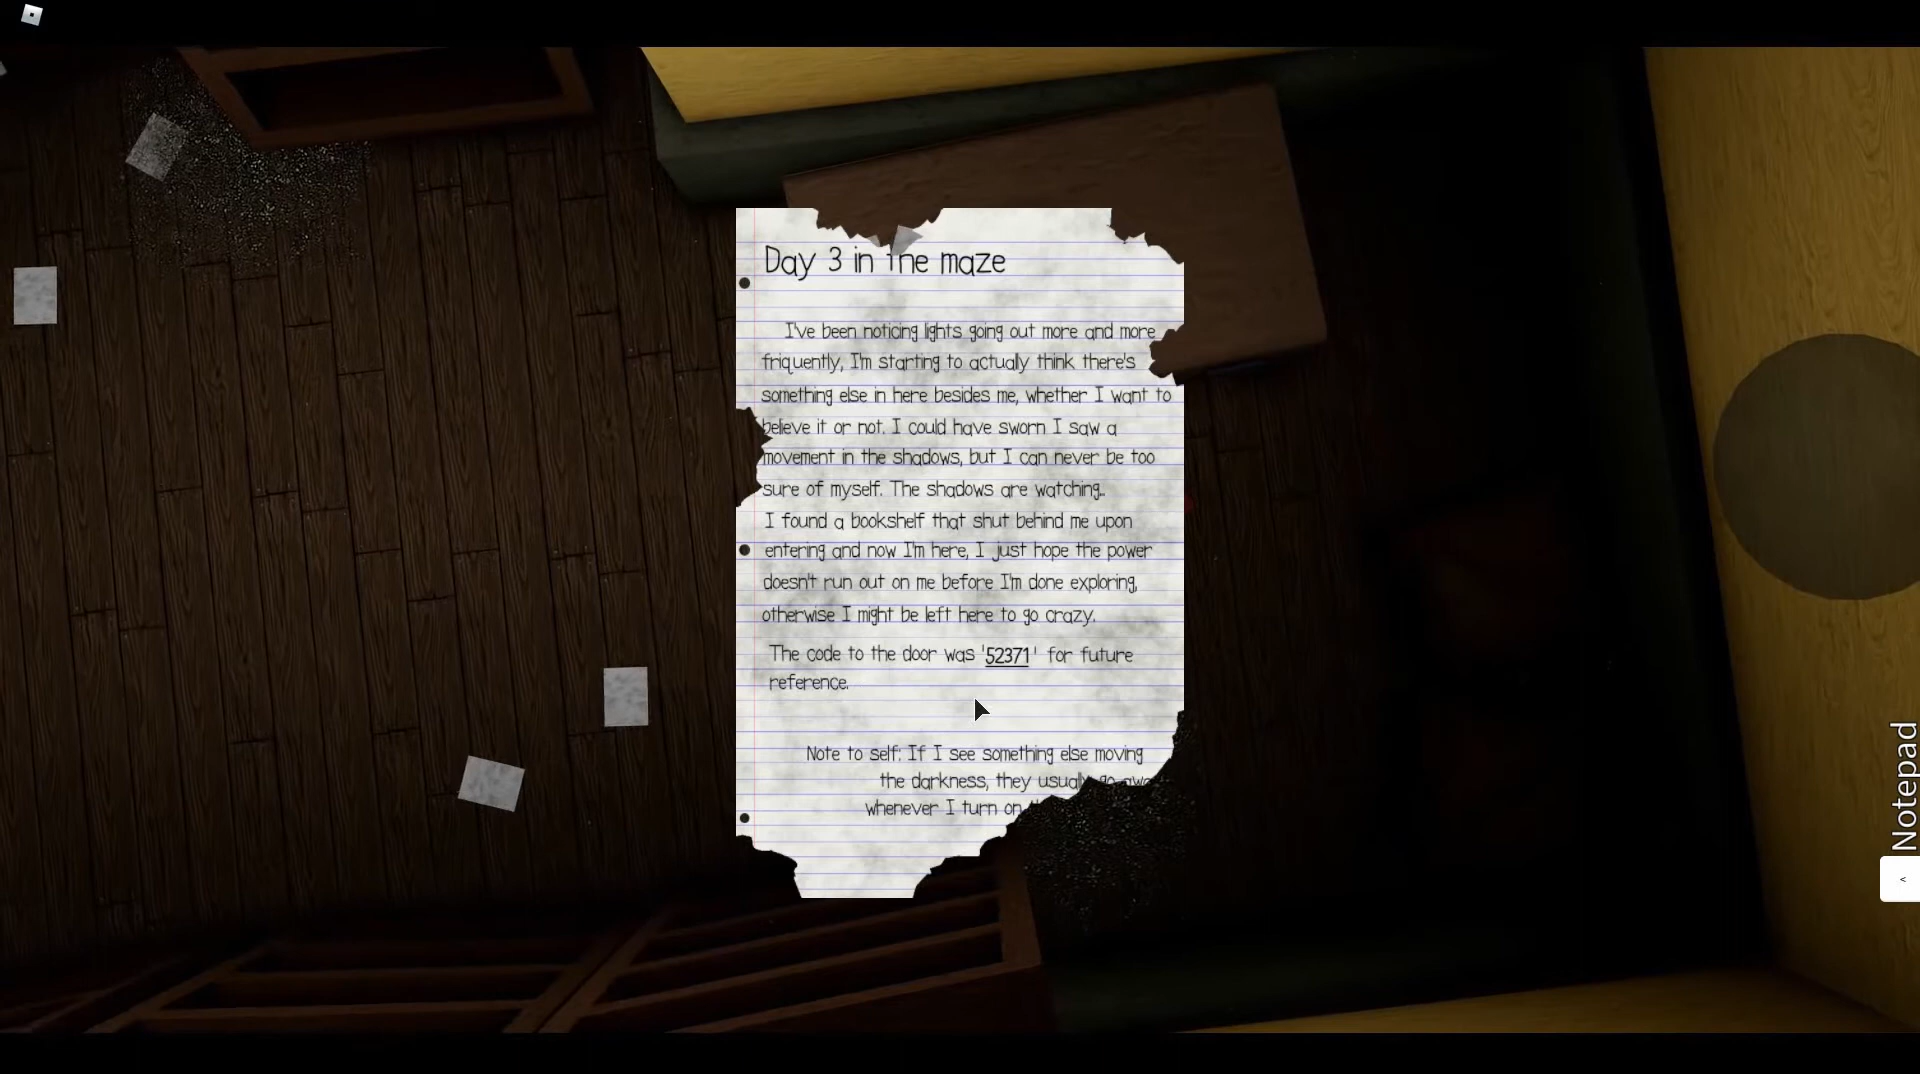 Day 3 in the maze
I've been noticing lights going out more and more
friquently, I'm starting to actually think there's
something else in here besides me, whether I want to
believe it or not. I could have sworn I saw a
movement in the shadows, but I can never be too
sure of myself. The shadows are watching..
I found a bookshelf that shut behind me upon
entering and now I'm here, I just hope the power
doesn't run out on me before I'm done exploring,
otherwise I might be left here to go crazy.
The code to the door was '52371' for future
reference.
Note to self: If I see something else moving
the darkness, they usually go
whenever I turn on
Notepad
<